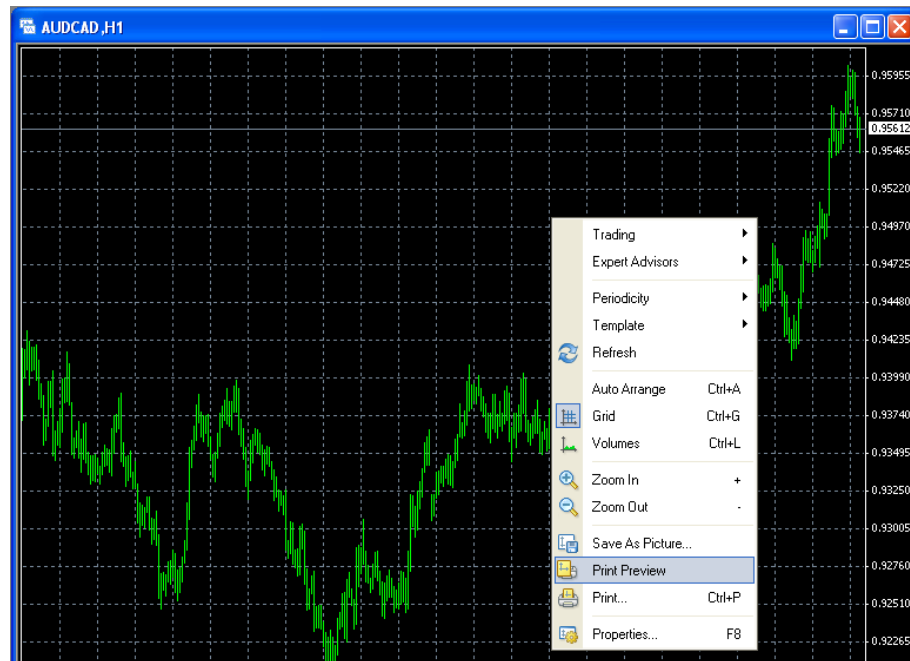 AUDCAD,H1
0.95955
0.95710
0.95612
0.95465
0.95220
0.94970
0.94725
0.94480
0.94235
0.93990
0.93740
0.93495
0.93250
0.93005
0.92760
0.92510
0.92265
Trading
Expert Advisors
Periodicity
Template
Refresh
Auto Arrange Ctrl+A
Grid Ctrl+G
Volumes Ctrl+L
Zoom In +
Zoom Out -
Save As Picture...
Print Preview
Print... Ctrl+P
Properties... F8